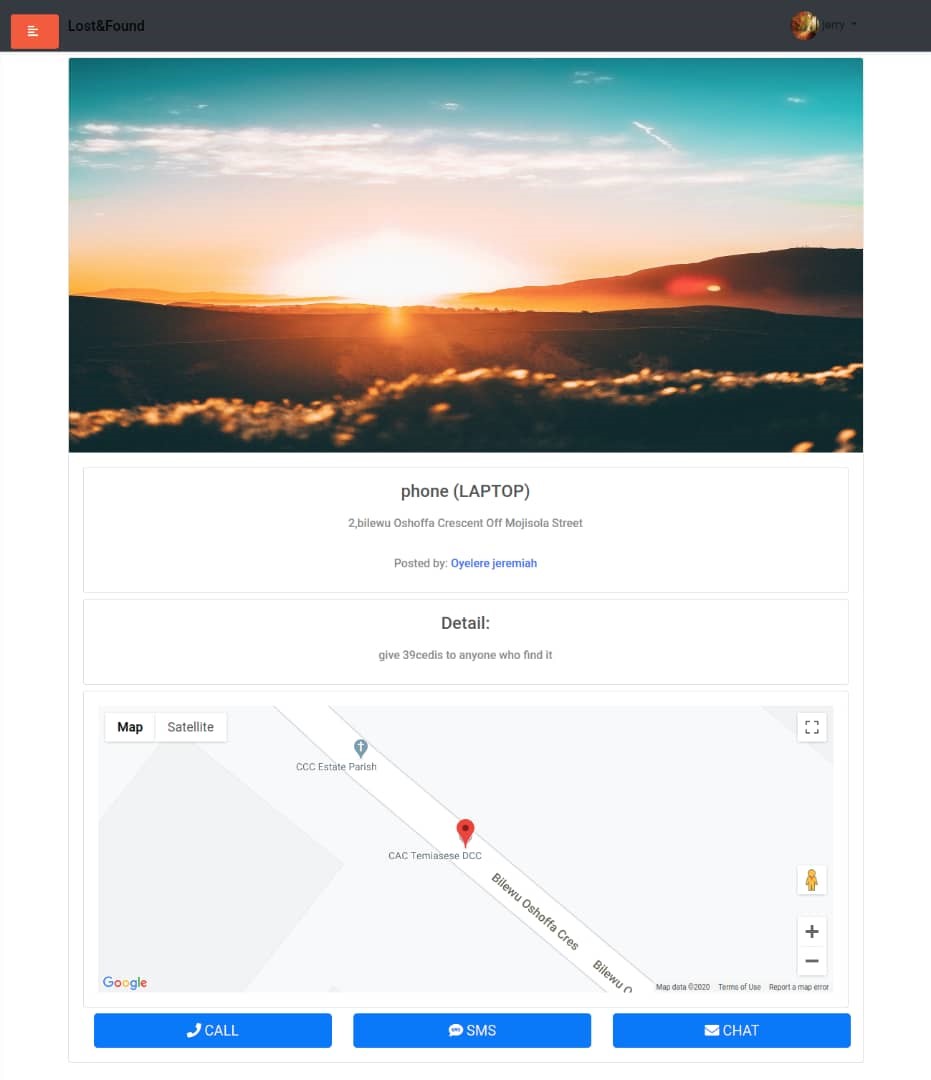 Lost&Found
jerry
phone (LAPTOP)
2,bilewu Oshoffa Crescent Off Mojisola Street
Posted by: Oyelere jeremiah
Detail:
give 39cedis to anyone who find it
Map
Satellite
CCC Estate Parish
CAC Temiasese DCC
Bilewu Oshoffa Cres
Bilewu O
Google
Map data ©2020
Terms of Use
Report a map error
CALL
SMS
CHAT